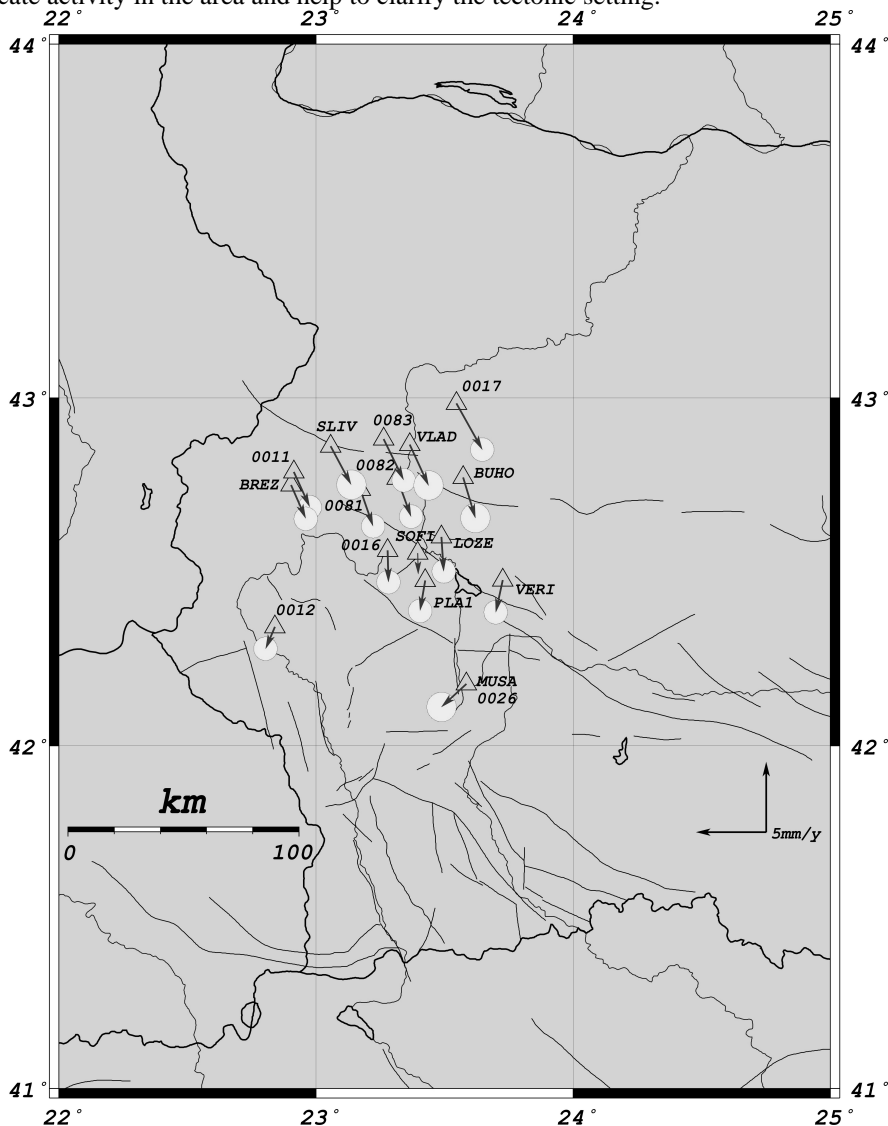 cate activity in the area and help to clarify the tectonic setting.
22° 23° 24° 25°
44° 44°
43° 43°
0017
0083
SLIV
VLAD
0011
0082
BUHO
BREZ
0081
SOFI
0016
LOZE
VERI
PLA1
0012
MUSA
0026
42° 42°
km
5mm/y
0 100
41° 41°
22° 23° 24° 25°